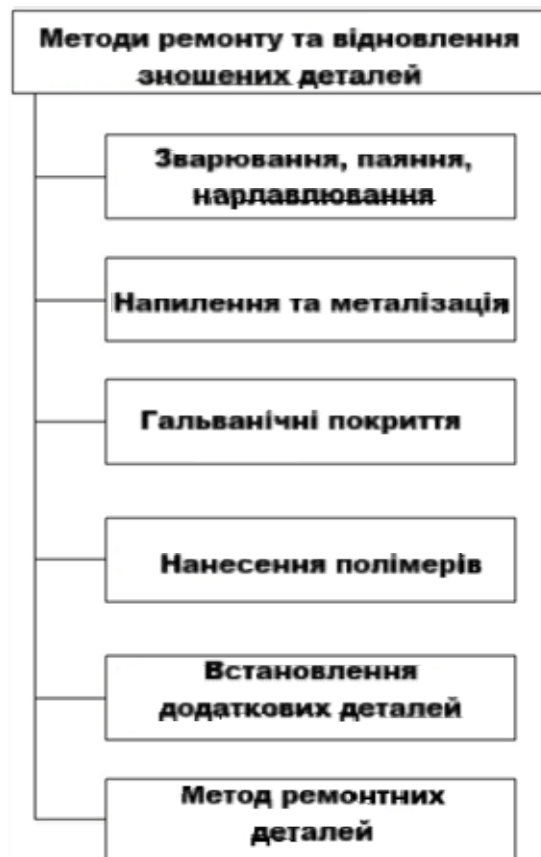 Методи ремонту та відновлення
зношених деталей
Зварювання, паяння,
нарлавлювання
Напилення та металізація
Гальванічні покриття
Нанесення полімерів
Встановлення
додаткових деталей
Метод ремонтних
деталей